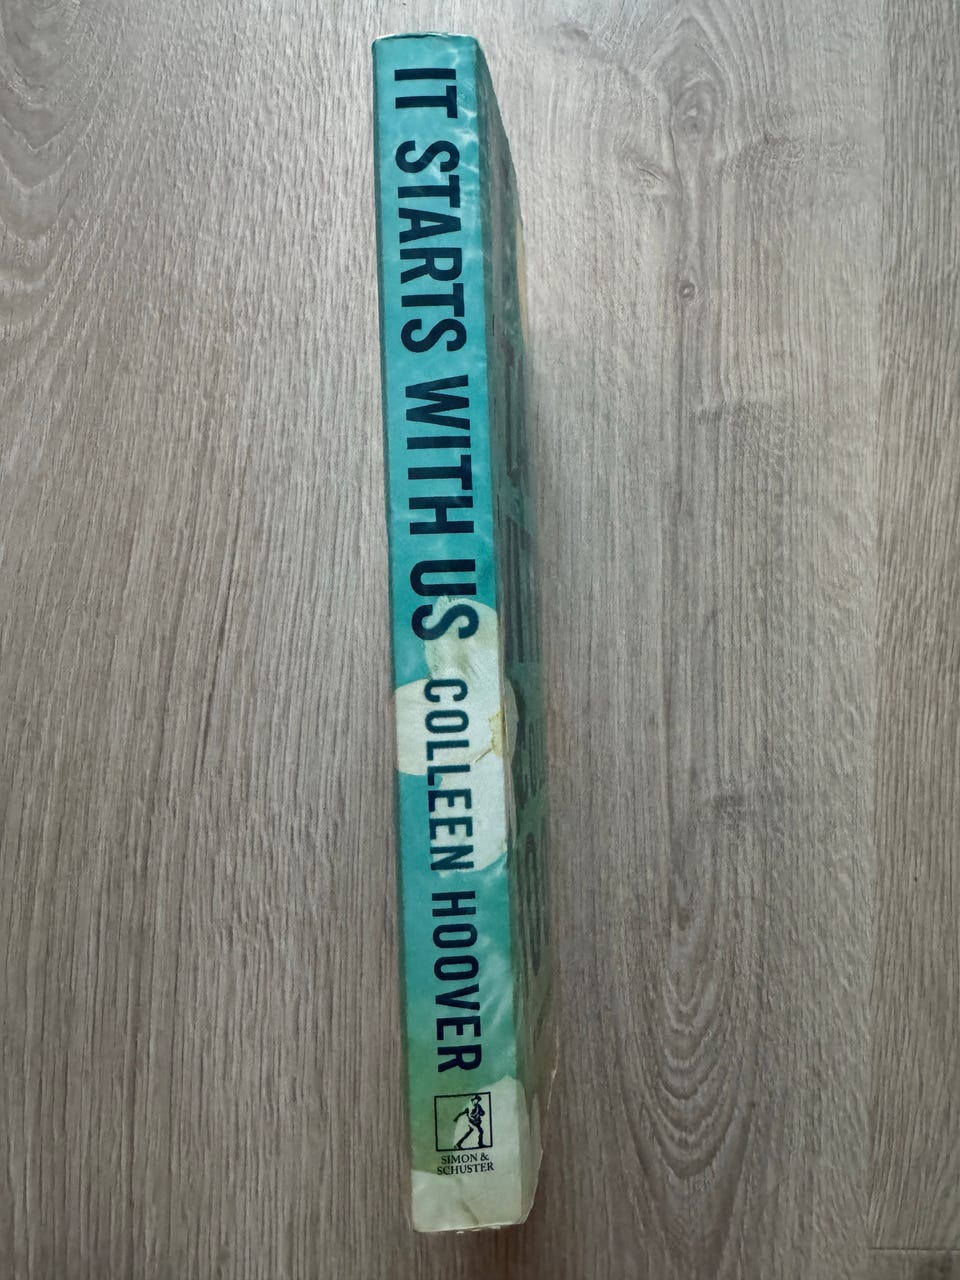 IT STARTS WITH US COLLEEN HOOVER
SIMON &
SCHUSTER